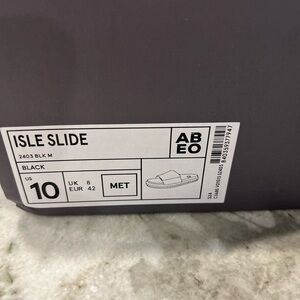 ISLE SLIDE
2403 BLK M
BLACK
AB
EO
US
10
UK 8
EUR 42
MET